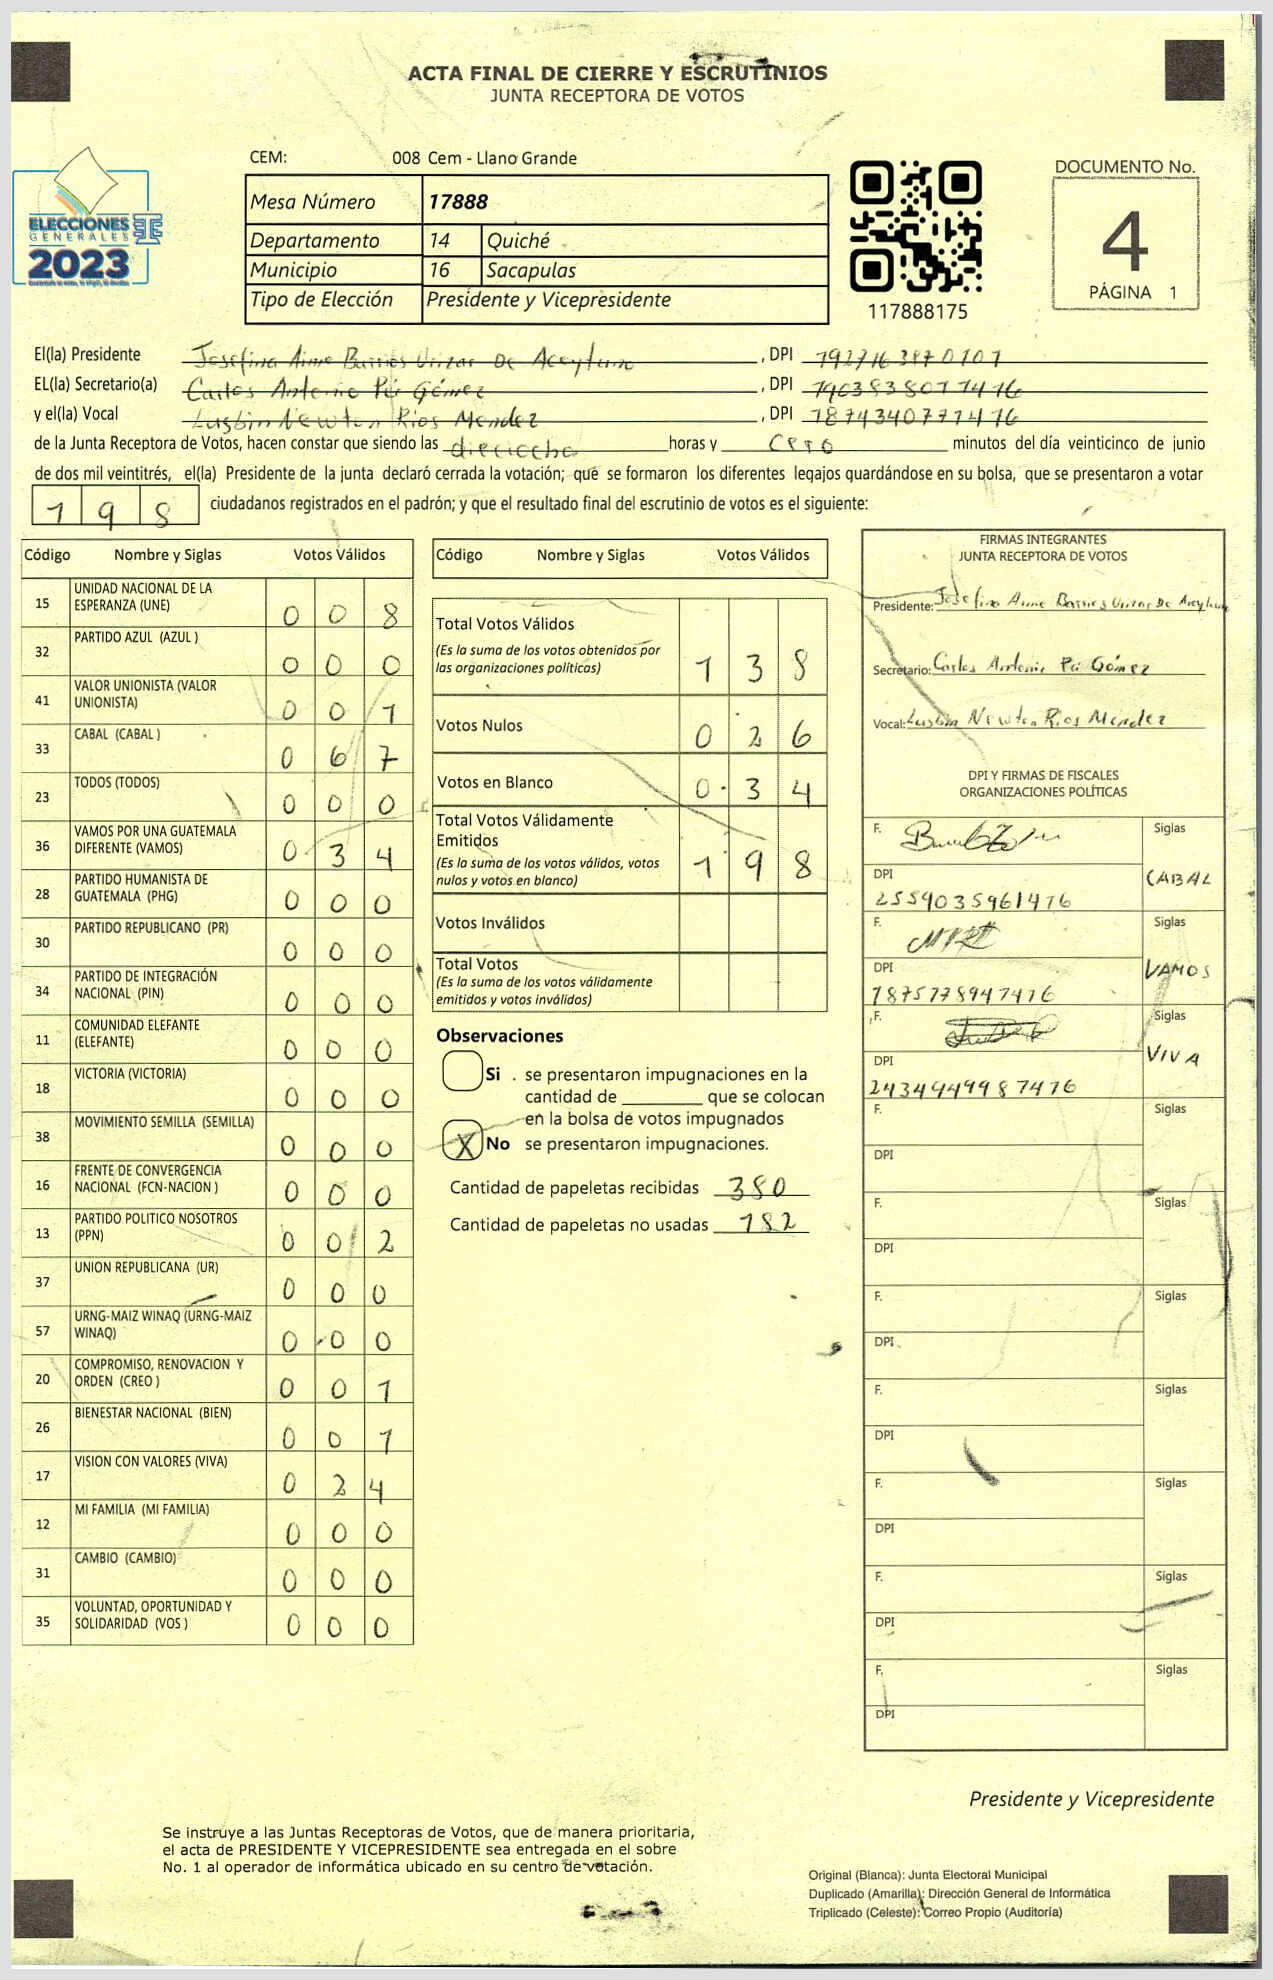 ACTA FINAL DE CIERRE Y ESCRUTINIOS
JUNTA RECEPTORA DE VOTOS
CEM: 008 Cem - Llano Grande
ELECCIONES
GENERALES
2023
Mesa Número 17888
Departamento 14 Quiché
Municipio 16 Sacapulas
Tipo de Elección Presidente y Vicepresidente
117888175
DOCUMENTO No.
4
PÁGINA 1
El(la) Presidente Josefina Aime Barrios Urizar De Aceytuno, DPI 1927163870101
EL(la) Secretario(a) Carlos Antonio Pú Gómez, DPI 1903838071416
y el(la) Vocal Lusbin Newton Rios Mendez, DPI 1874340771416
de la Junta Receptora de Votos, hacen constar que siendo las dieciocho horas y cero minutos del día veinticinco de junio
de dos mil veintitrés, el(la) Presidente de la junta declaró cerrada la votación; que se formaron los diferentes legajos guardándose en su bolsa, que se presentaron a votar
198 ciudadanos registrados en el padrón; y que el resultado final del escrutinio de votos es el siguiente:
Código Nombre y Siglas Votos Válidos
15 UNIDAD NACIONAL DE LA ESPERANZA (UNE) 0 0 8
32 PARTIDO AZUL (AZUL ) 0 0 0
41 VALOR UNIONISTA (VALOR UNIONISTA) 0 0 1
33 CABAL (CABAL ) 0 6 7
23 TODOS (TODOS) 0 0 0
36 VAMOS POR UNA GUATEMALA DIFERENTE (VAMOS) 0 3 4
28 PARTIDO HUMANISTA DE GUATEMALA (PHG) 0 0 0
30 PARTIDO REPUBLICANO (PR) 0 0 0
34 PARTIDO DE INTEGRACIÓN NACIONAL (PIN) 0 0 0
11 COMUNIDAD ELEFANTE (ELEFANTE) 0 0 0
18 VICTORIA (VICTORIA) 0 0 0
38 MOVIMIENTO SEMILLA (SEMILLA) 0 0 0
16 FRENTE DE CONVERGENCIA NACIONAL (FCN-NACION ) 0 0 0
13 PARTIDO POLITICO NOSOTROS (PPN) 0 0 2
37 UNION REPUBLICANA (UR) 0 0 0
57 URNG-MAIZ WINAQ (URNG-MAIZ WINAQ) 0 0 0
20 COMPROMISO, RENOVACION Y ORDEN (CREO ) 0 0 1
26 BIENESTAR NACIONAL (BIEN) 0 0 1
17 VISION CON VALORES (VIVA) 0 2 4
12 MI FAMILIA (MI FAMILIA) 0 0 0
31 CAMBIO (CAMBIO) 0 0 0
35 VOLUNTAD, OPORTUNIDAD Y SOLIDARIDAD (VOS ) 0 0 0
Código Nombre y Siglas Votos Válidos
Total Votos Válidos 1 3 8
(Es la suma de los votos obtenidos por
las organizaciones políticas)
Votos Nulos 0 2 6
Votos en Blanco 0 3 4
Total Votos Válidamente
Emitidos 1 9 8
(Es la suma de los votos válidos, votos
nulos y votos en blanco)
Votos Inválidos
Total Votos
(Es la suma de los votos válidamente
emitidos y votos inválidos)
Observaciones
Si . se presentaron impugnaciones en la
cantidad de ________ que se colocan
en la bolsa de votos impugnados
X No se presentaron impugnaciones.
Cantidad de papeletas recibidas 380
Cantidad de papeletas no usadas 182
FIRMAS INTEGRANTES
JUNTA RECEPTORA DE VOTOS
Presidente: Josefina Aime Barrios Urizar De Aceytuno
Secretario: Carlos Antonio Pú Gómez
Vocal: Lusbin Newton Rios Mendez
DPI Y FIRMAS DE FISCALES
ORGANIZACIONES POLÍTICAS
F. Siglas
DPI CABAL
2559035961416
F. Siglas
DPI VAMOS
1875778947416
F. Siglas
DPI VIVA
2434949987416
F. Siglas
DPI
F. Siglas
DPI
F. Siglas
DPI
F. Siglas
DPI
F. Siglas
DPI
F. Siglas
DPI
F. Siglas
DPI
Presidente y Vicepresidente
Se instruye a las Juntas Receptoras de Votos, que de manera prioritaria,
el acta de PRESIDENTE Y VICEPRESIDENTE sea entregada en el sobre
No. 1 al operador de informática ubicado en su centro de votación.
Original (Blanca): Junta Electoral Municipal
Duplicado (Amarilla): Dirección General de Informática
Triplicado (Celeste): Correo Propio (Auditoría)